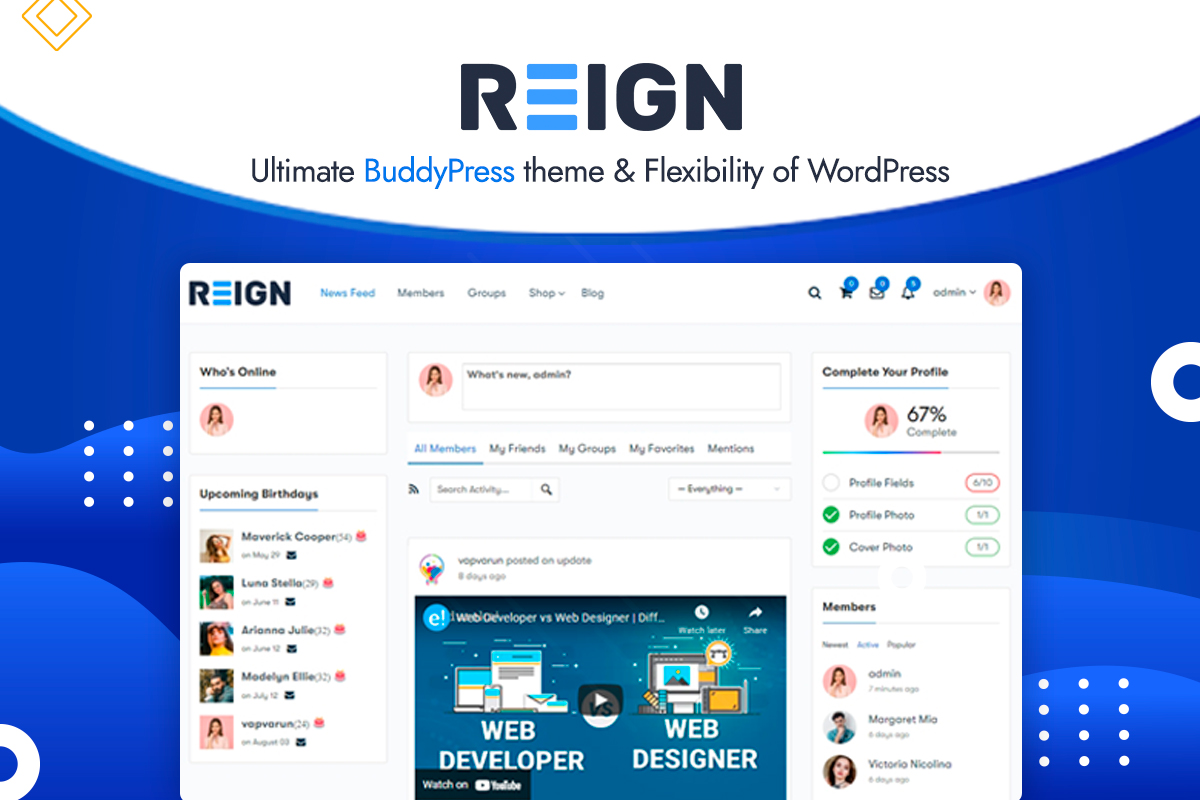 REIGN
Ultimate BuddyPress theme & Flexibility of WordPress
REIGN
News Feed
Members
Groups
Shop
Blog
0
0
5
admin
Who's Online
Upcoming Birthdays
Maverick Cooper(54)
on May 29
Luna Stella(29)
on June 11
Arianna Julie(32)
on June 12
Madelyn Ellie(32)
on July 12
vapvarun(24)
on August 03
What's new, admin?
All Members
My Friends
My Groups
My Favorites
Mentions
Search Activity...
— Everything —
vapvarun posted an update
8 days ago
e!
Web Developer vs Web Designer | Diff...
Watch later
Share
VS
WEB
DEVELOPER
WEB
DESIGNER
Watch on YouTube
Complete Your Profile
67%
Complete
Profile Fields
6/10
Profile Photo
1/1
Cover Photo
1/1
Members
Newest
Active
Popular
admin
7 minutes ago
Margaret Mia
6 days ago
Victoria Nicolina
6 days ago